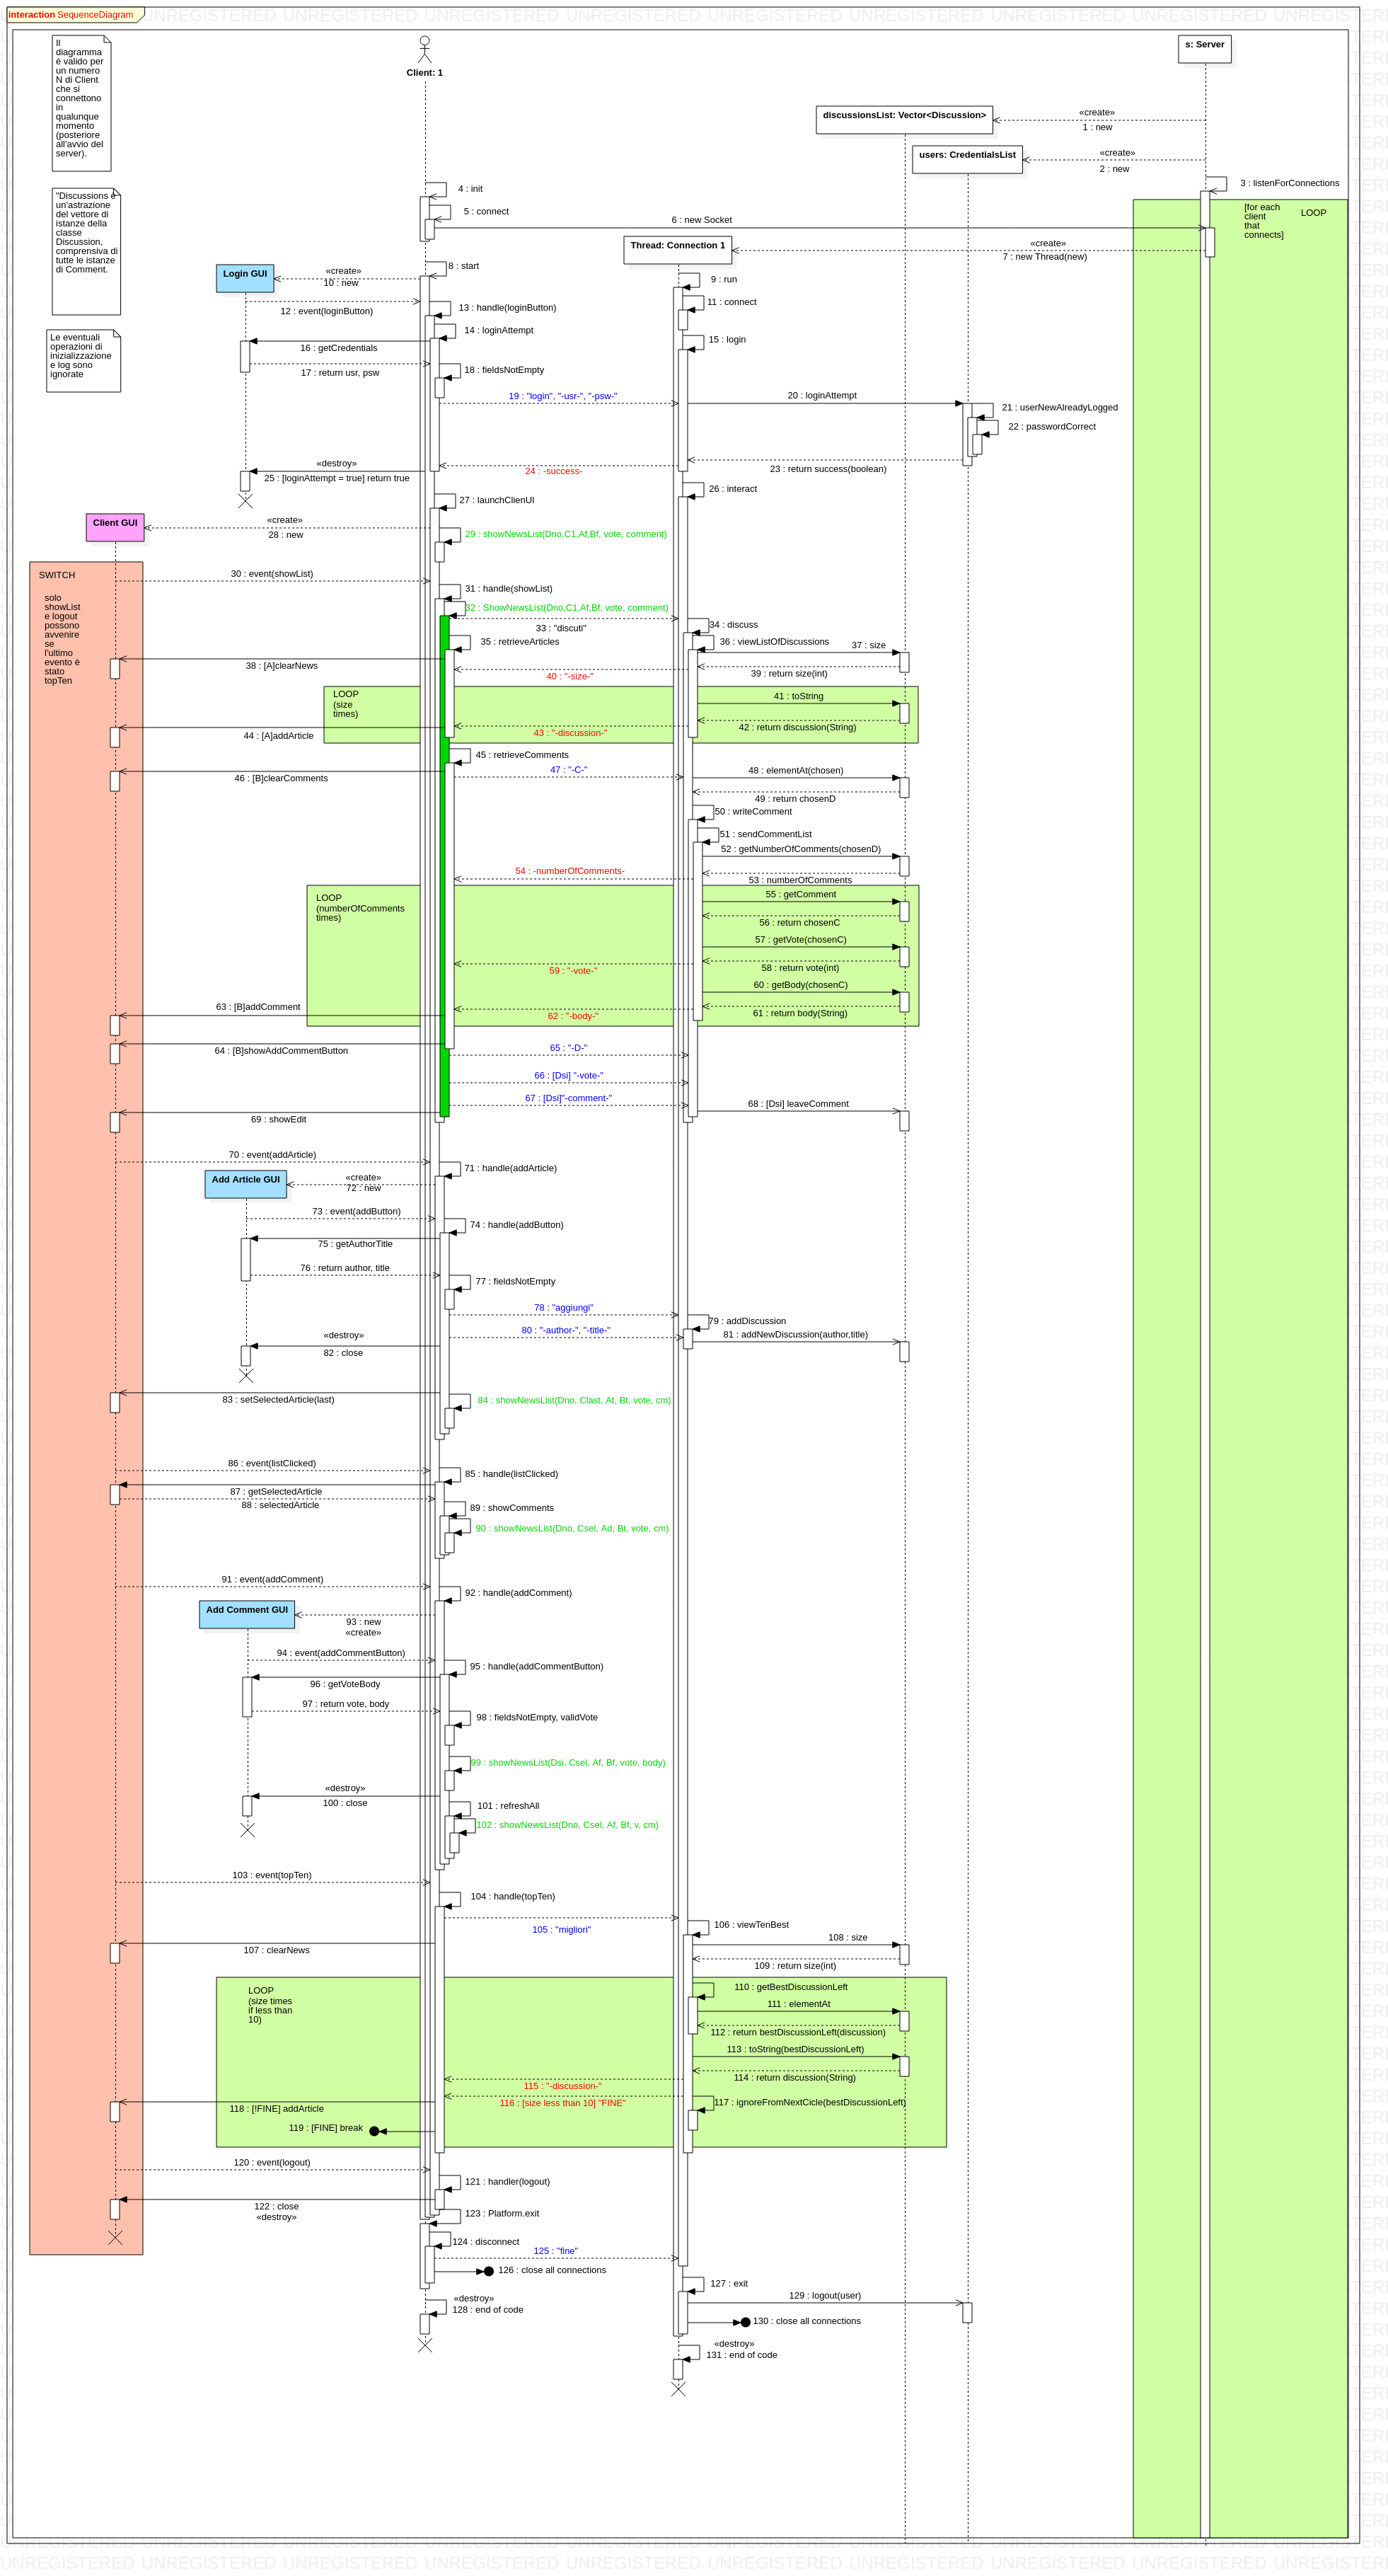 interaction SequenceDiagram
UNREGISTERED UNREGISTERED UNREGISTERED UNREGISTERED UNREGISTERED UNREGISTERED UNREGISTERED UNREGISTERED UNREGISTERED
Il
diagramma
è valido per
un numero
N di Client
che si
connettono
in
qualunque
momento
(posteriore
all'avvio del
server).
Client: 1
s: Server
discussionsList: Vector<Discussion>
«create»
1 : new
users: CredentialsList
«create»
2 : new
3 : listenForConnections
"Discussions è
un'astrazione
del vettore di
istanze della
classe
Discussion,
comprensiva di
tutte le istanze
di Comment.
4 : init
5 : connect
6 : new Socket
[for each
client
that
connects]
LOOP
Thread: Connection 1
«create»
7 : new Thread(new)
8 : start
Login GUI
«create»
10 : new
9 : run
11 : connect
12 : event(loginButton)
13 : handle(loginButton)
14 : loginAttempt
15 : login
Le eventuali
operazioni di
inizializzazione
e log sono
ignorate
16 : getCredentials
17 : return usr, psw
18 : fieldsNotEmpty
19 : "login", "-usr-", "-psw-"
20 : loginAttempt
21 : userNewAlreadyLogged
22 : passwordCorrect
23 : return success(boolean)
24 : -success-
«destroy»
25 : [loginAttempt = true] return true
26 : interact
27 : launchClienUI
Client GUI
«create»
28 : new
29 : showNewsList(Dno,C1,Af,Bf, vote, comment)
SWITCH
solo
showList
e logout
possono
avvenire
se
l'ultimo
evento è
stato
topTen
30 : event(showList)
31 : handle(showList)
32 : ShowNewsList(Dno,C1,Af,Bf, vote, comment)
33 : "discuti"
34 : discuss
35 : retrieveArticles
36 : viewListOfDiscussions
37 : size
38 : [A]clearNews
39 : return size(int)
40 : "-size-"
LOOP
(size
times)
41 : toString
42 : return discussion(String)
43 : "-discussion-"
44 : [A]addArticle
45 : retrieveComments
46 : [B]clearComments
47 : "-C-"
48 : elementAt(chosen)
49 : return chosenD
50 : writeComment
51 : sendCommentList
52 : getNumberOfComments(chosenD)
53 : numberOfComments
54 : -numberOfComments-
LOOP
(numberOfComments
times)
55 : getComment
56 : return chosenC
57 : getVote(chosenC)
58 : return vote(int)
59 : "-vote-"
60 : getBody(chosenC)
61 : return body(String)
62 : "-body-"
63 : [B]addComment
64 : [B]showAddCommentButton
65 : "-D-"
66 : [Dsi] "-vote-"
67 : [Dsi]"-comment-"
68 : [Dsi] leaveComment
69 : showEdit
70 : event(addArticle)
71 : handle(addArticle)
Add Article GUI
«create»
72 : new
73 : event(addButton)
74 : handle(addButton)
75 : getAuthorTitle
76 : return author, title
77 : fieldsNotEmpty
78 : "aggiungi"
79 : addDiscussion
80 : "-author-", "-title-"
81 : addNewDiscussion(author,title)
«destroy»
82 : close
83 : setSelectedArticle(last)
84 : showNewsList(Dno, Clast, At, Bt, vote, cm)
86 : event(listClicked)
85 : handle(listClicked)
87 : getSelectedArticle
88 : selectedArticle
89 : showComments
90 : showNewsList(Dno, Csel, Ad, Bt, vote, cm)
91 : event(addComment)
92 : handle(addComment)
Add Comment GUI
93 : new
«create»
94 : event(addCommentButton)
95 : handle(addCommentButton)
96 : getVoteBody
97 : return vote, body
98 : fieldsNotEmpty, validVote
99 : showNewsList(Dsi, Csel, Af, Bf, vote, body)
«destroy»
100 : close
101 : refreshAll
102 : showNewsList(Dno, Csel, Af, Bf, v, cm)
103 : event(topTen)
104 : handle(topTen)
105 : "migliori"
106 : viewTenBest
107 : clearNews
108 : size
109 : return size(int)
LOOP
(size times
if less than
10)
110 : getBestDiscussionLeft
111 : elementAt
112 : return bestDiscussionLeft(discussion)
113 : toString(bestDiscussionLeft)
114 : return discussion(String)
115 : "-discussion-"
116 : [size less than 10] "FINE"
117 : ignoreFromNextCicle(bestDiscussionLeft)
118 : [!FINE] addArticle
119 : [FINE] break
120 : event(logout)
121 : handler(logout)
122 : close
«destroy»
123 : Platform.exit
124 : disconnect
125 : "fine"
126 : close all connections
127 : exit
«destroy»
128 : end of code
129 : logout(user)
130 : close all connections
«destroy»
131 : end of code
UNREGISTERED UNREGISTERED UNREGISTERED UNREGISTERED UNREGISTERED UNREGISTERED UNREGISTERED UNREGISTERED UNREGISTERED UNREGISTERED